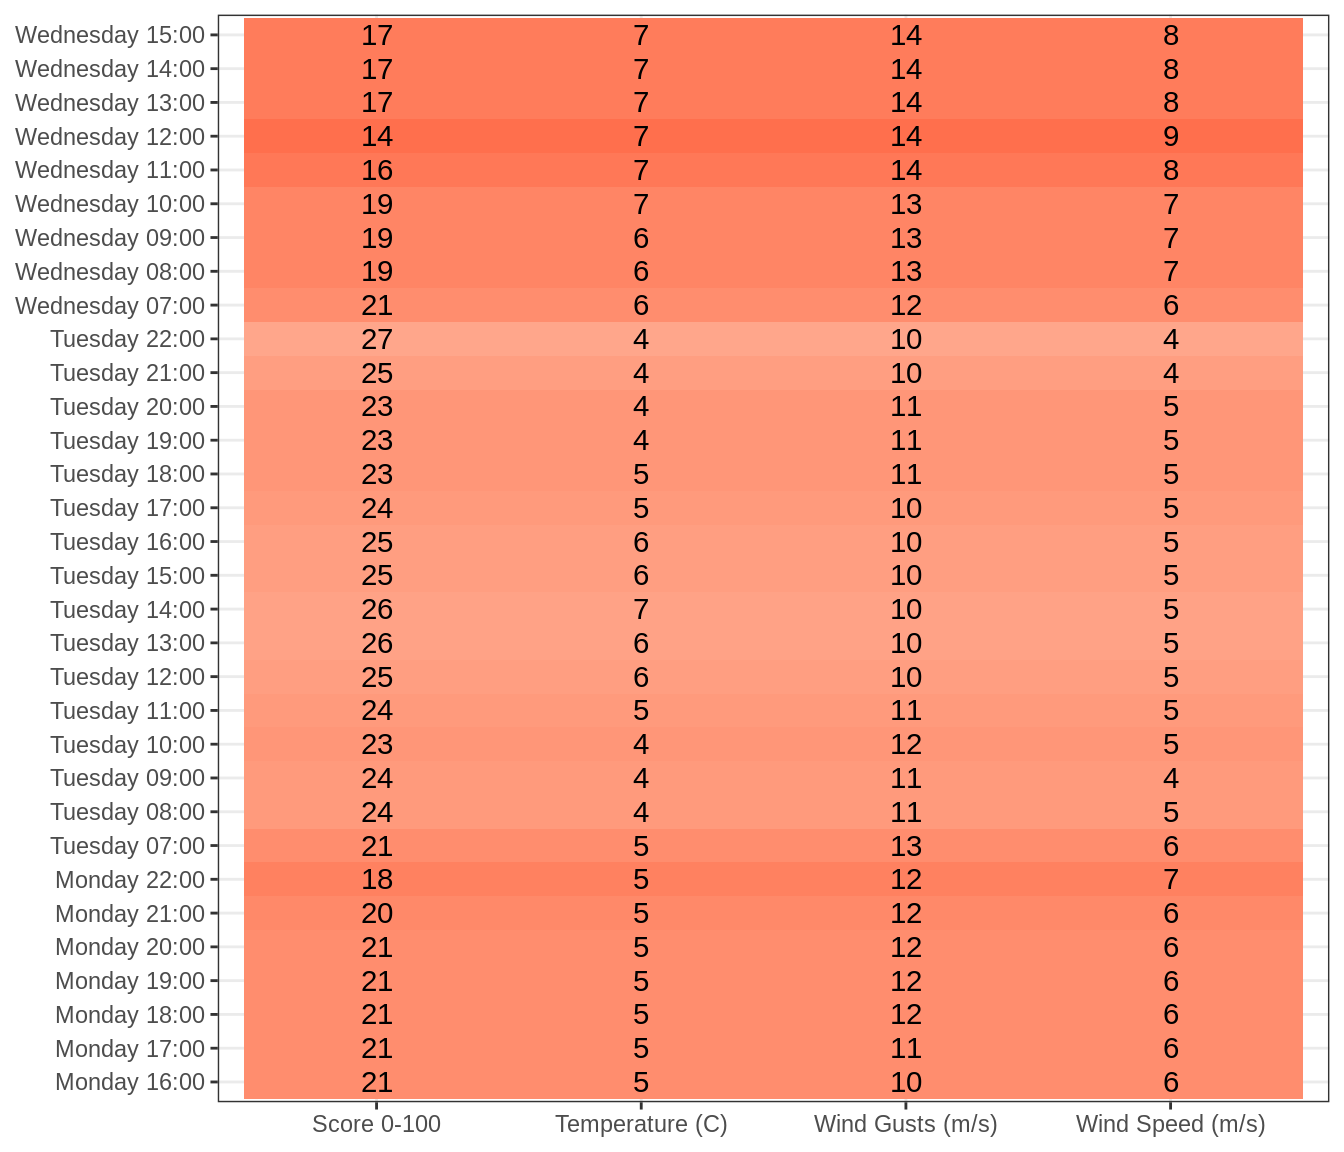 Wednesday 15:00 17 7 14 8
Wednesday 14:00 17 7 14 8
Wednesday 13:00 17 7 14 8
Wednesday 12:00 14 7 14 9
Wednesday 11:00 16 7 14 8
Wednesday 10:00 19 7 13 7
Wednesday 09:00 19 6 13 7
Wednesday 08:00 19 6 13 7
Wednesday 07:00 21 6 12 6
Tuesday 22:00 27 4 10 4
Tuesday 21:00 25 4 10 4
Tuesday 20:00 23 4 11 5
Tuesday 19:00 23 4 11 5
Tuesday 18:00 23 5 11 5
Tuesday 17:00 24 5 10 5
Tuesday 16:00 25 6 10 5
Tuesday 15:00 25 6 10 5
Tuesday 14:00 26 7 10 5
Tuesday 13:00 26 6 10 5
Tuesday 12:00 25 6 10 5
Tuesday 11:00 24 5 11 5
Tuesday 10:00 23 4 12 5
Tuesday 09:00 24 4 11 4
Tuesday 08:00 24 4 11 5
Tuesday 07:00 21 5 13 6
Monday 22:00 18 5 12 7
Monday 21:00 20 5 12 6
Monday 20:00 21 5 12 6
Monday 19:00 21 5 12 6
Monday 18:00 21 5 12 6
Monday 17:00 21 5 11 6
Monday 16:00 21 5 10 6
Score 0-100 Temperature (C) Wind Gusts (m/s) Wind Speed (m/s)